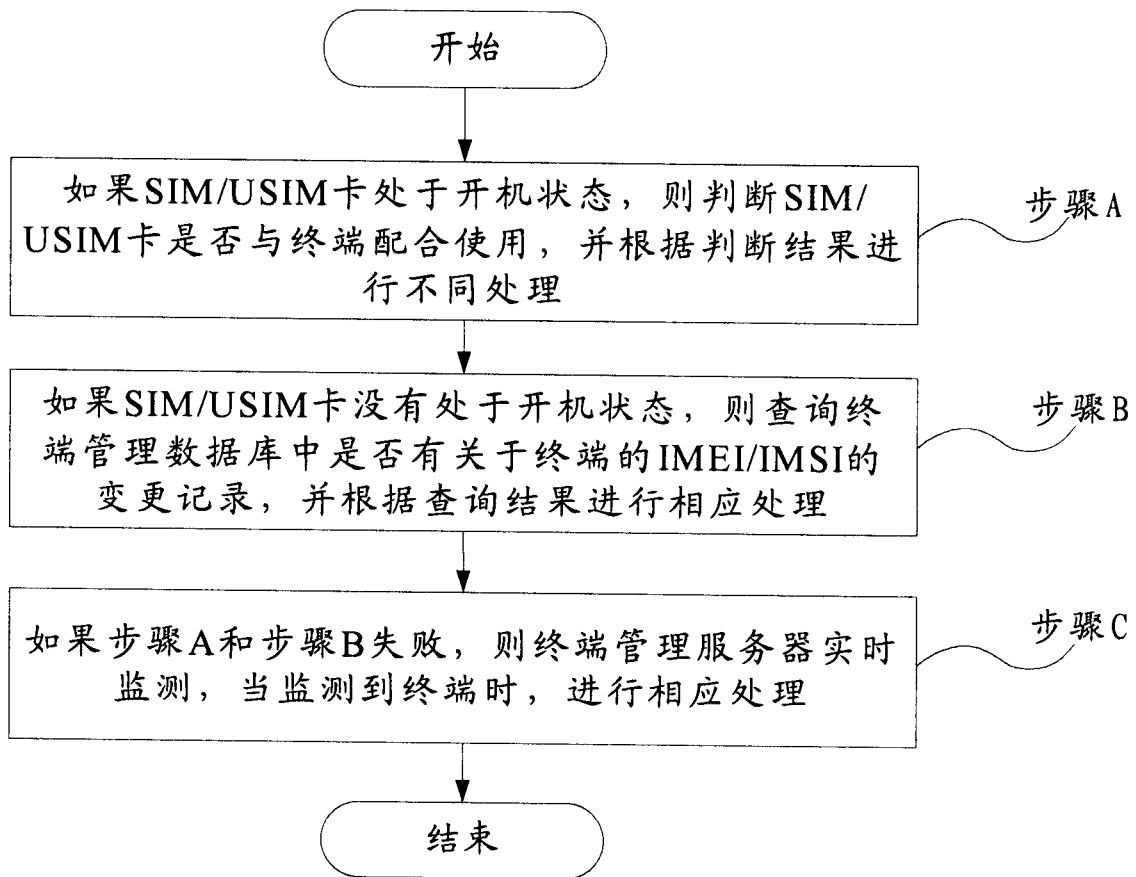 开始
如果SIM/USIM卡处于开机状态，则判断SIM/
USIM卡是否与终端配合使用，并根据判断结果进
行不同处理
步骤A
如果SIM/USIM卡没有处于开机状态，则查询终
端管理数据库中是否有关于终端的IMEI/IMSI的
变更记录，并根据查询结果进行相应处理
步骤B
如果步骤A和步骤B失败，则终端管理服务器实时
监测，当监测到终端时，进行相应处理
步骤C
结束